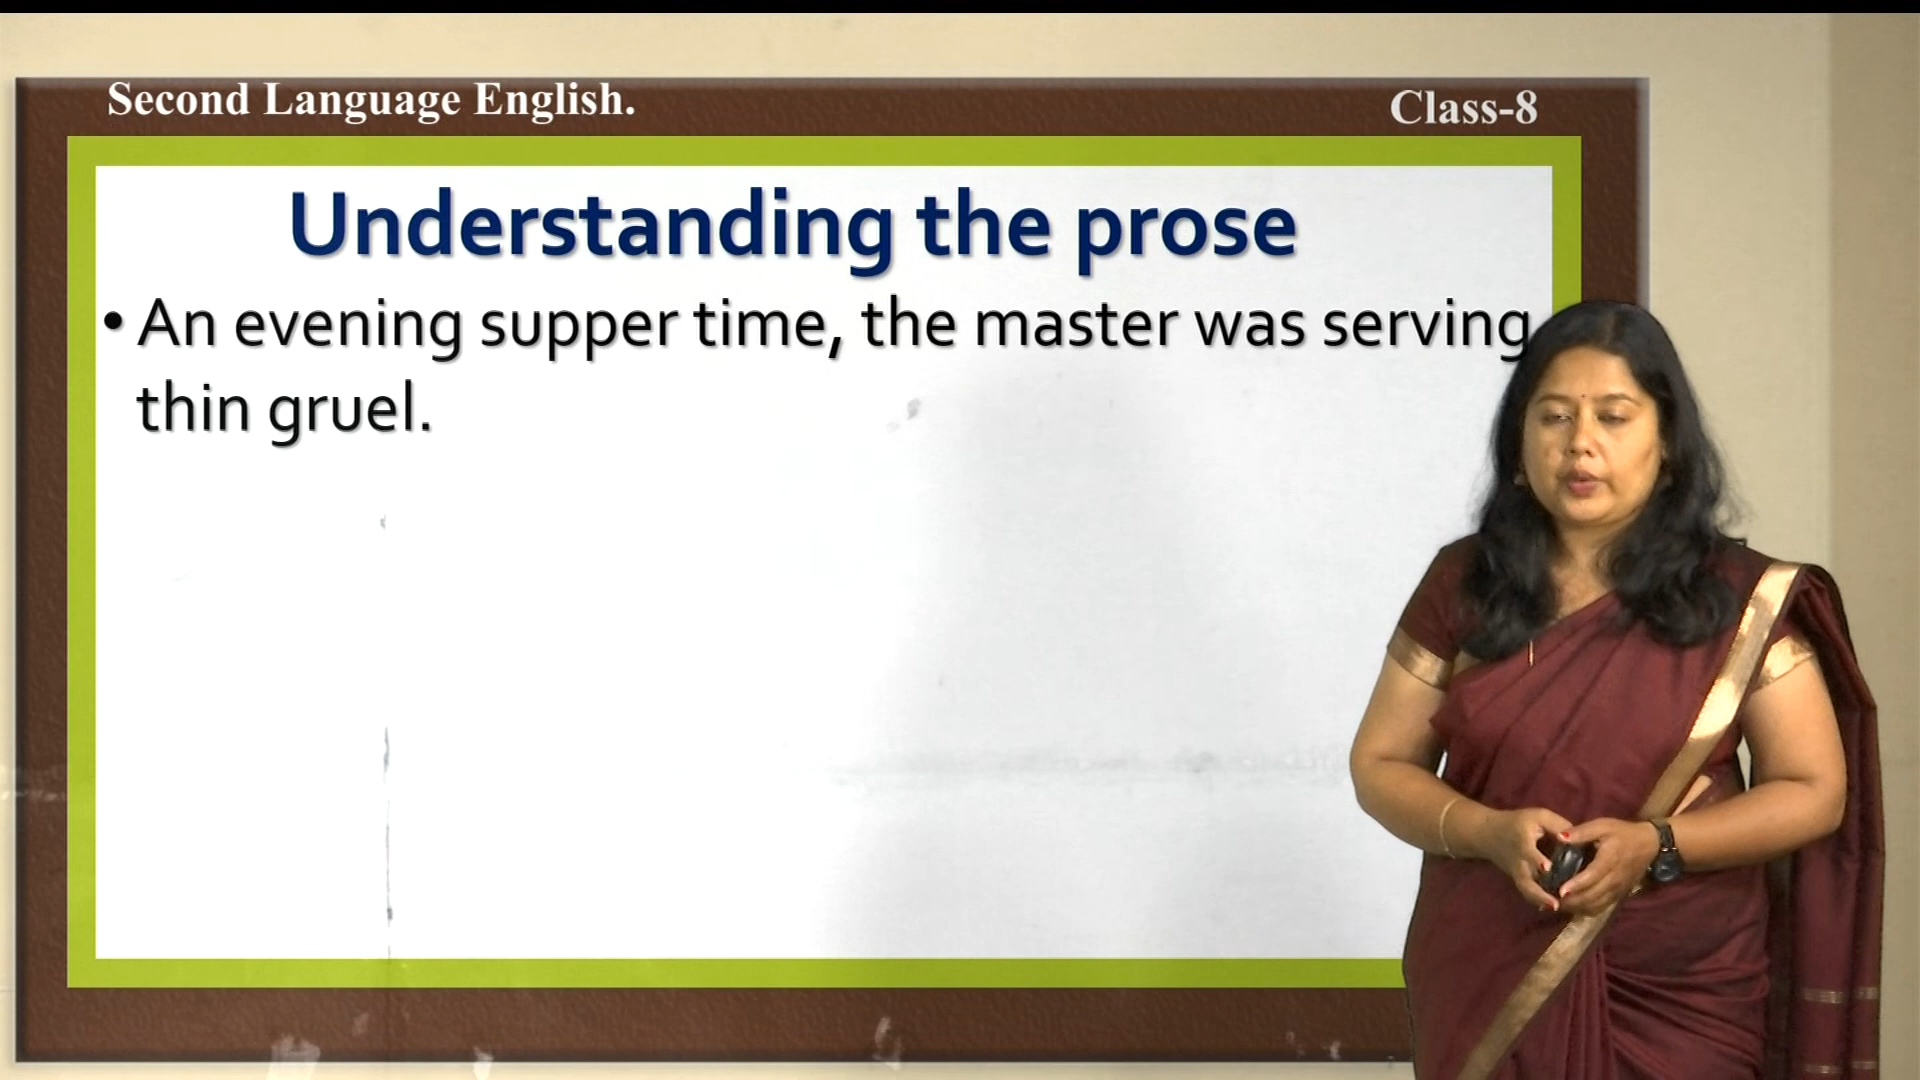 Second Language English.
Class-8
Understanding the prose
• An evening supper time, the master was serving
thin gruel.